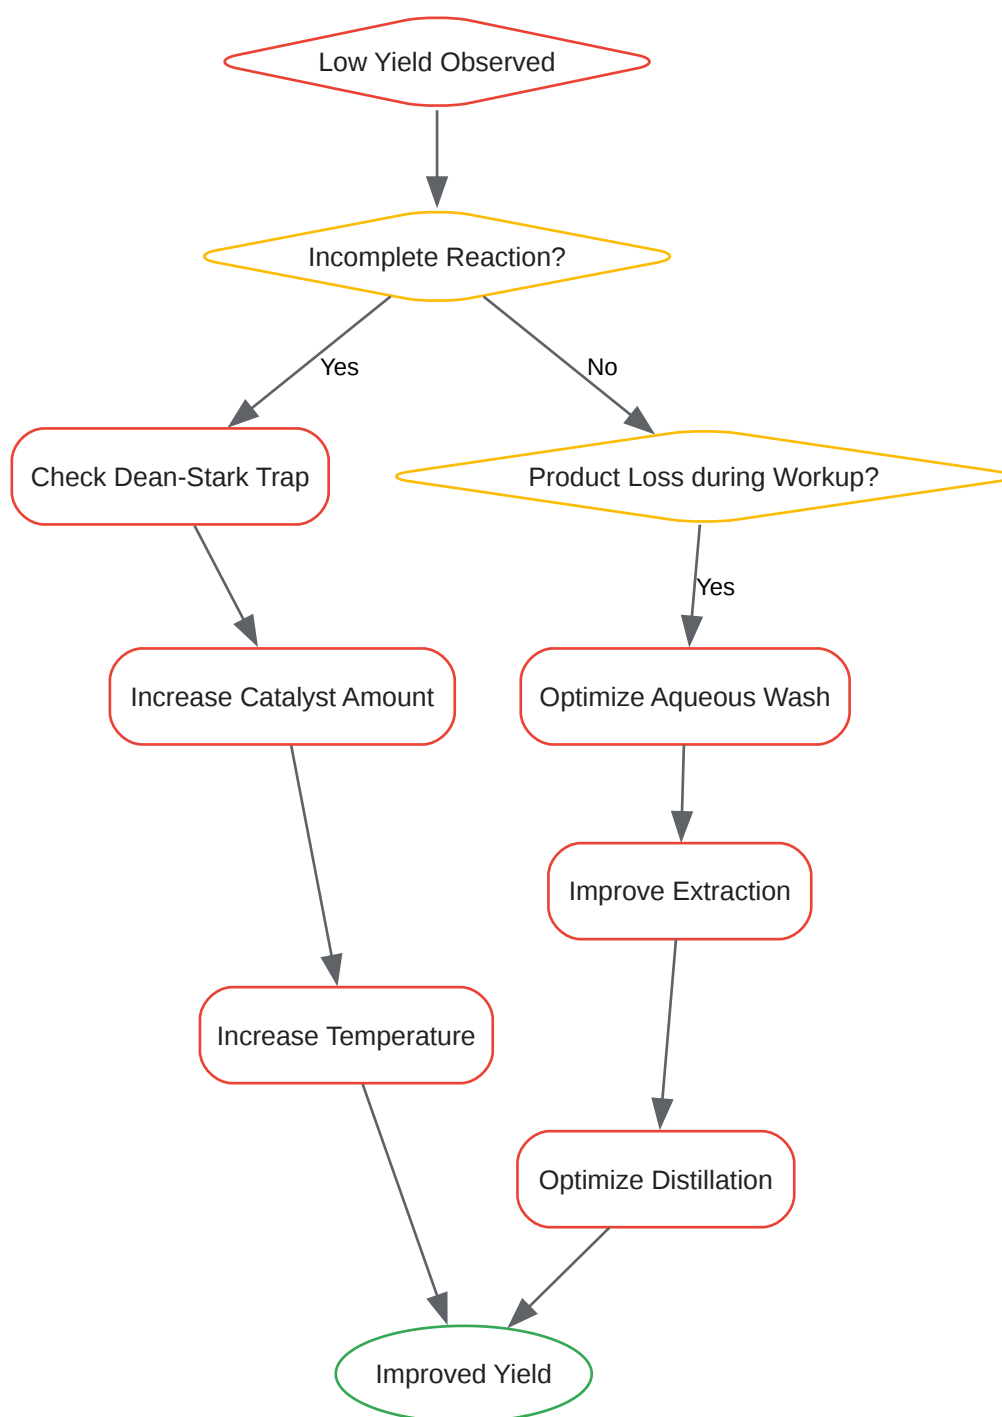 Low Yield Observed
Incomplete Reaction?
Yes
No
Check Dean-Stark Trap
Product Loss during Workup?
Yes
Increase Catalyst Amount
Optimize Aqueous Wash
Improve Extraction
Increase Temperature
Optimize Distillation
Improved Yield